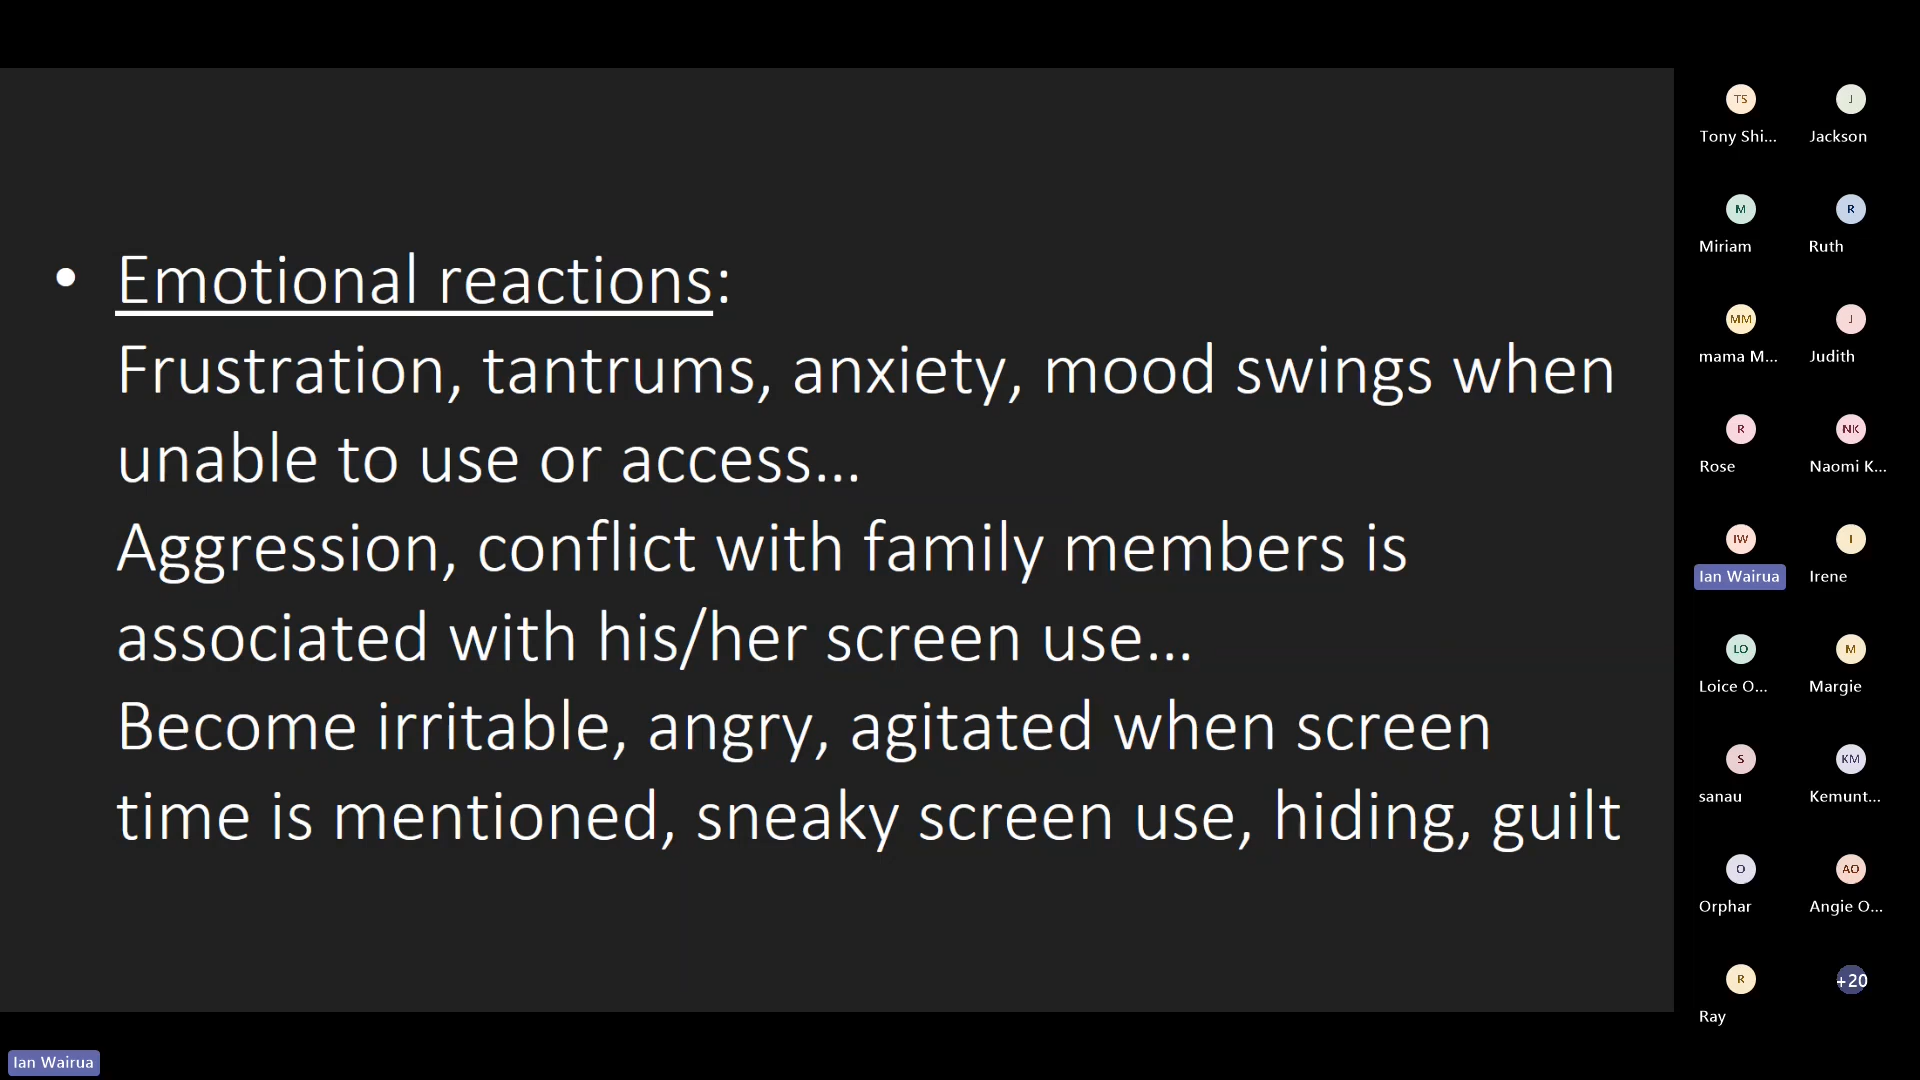 • Emotional reactions:
Frustration, tantrums, anxiety, mood swings when
unable to use or access...
Aggression, conflict with family members is
associated with his/her screen use...
Become irritable, angry, agitated when screen
time is mentioned, sneaky screen use, hiding, guilt
TS
Tony Shi...
J
Jackson
M
Miriam
R
Ruth
MM
mama M...
J
Judith
R
Rose
NK
Naomi K...
IW
Ian Wairua
I
Irene
LO
Loice O...
M
Margie
S
sanau
KM
Kemunt...
O
Orphar
AO
Angie O...
R
Ray
+20
Ian Wairua